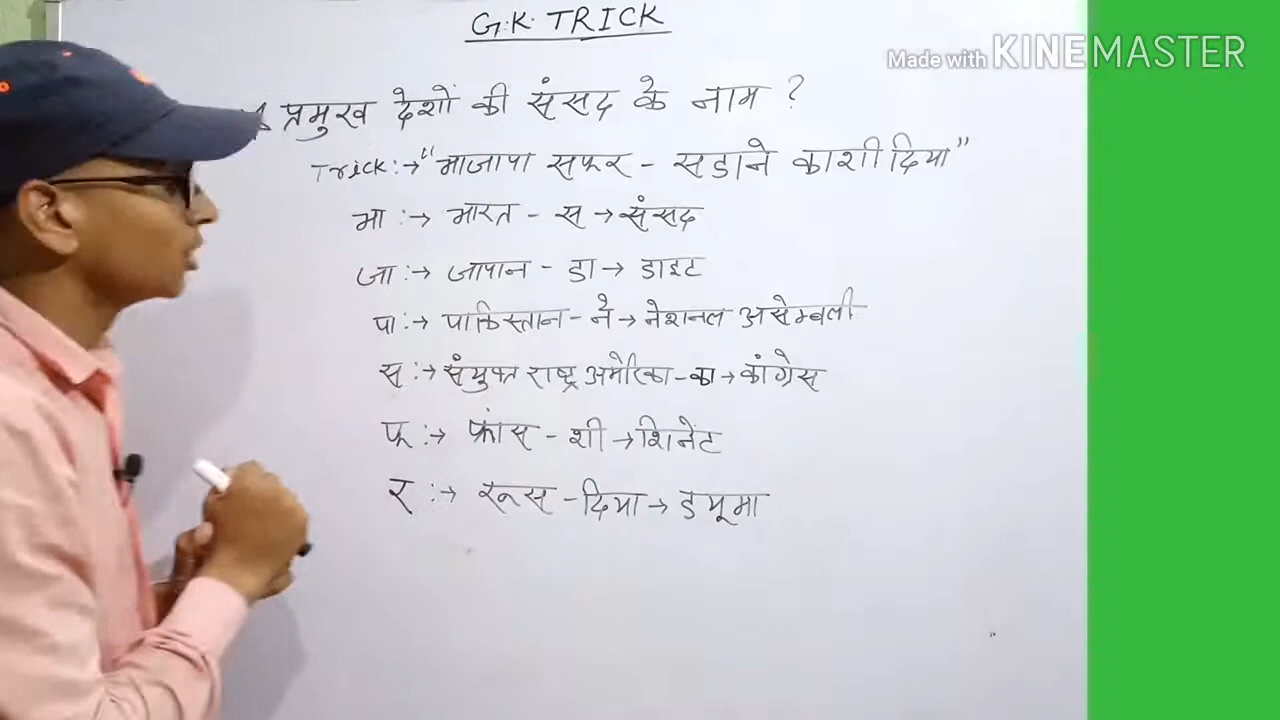 G.K. TRICK
Made with KINEMASTER
प्रमुख देशों की संसद के नाम ?
Trick :→ "माजापा सफर - सडाने काशीदिया"
मा :→ भारत - स → संसद
जा :→ जापान - डा → डाइट
पा :→ पाकिस्तान - ने → नेशनल असेम्बली
स :→ संयुक्त राष्ट्र अमेरिका - का → कांग्रेस
फ :→ फ्रांस - शी → शिनेट
र :→ रूस - दिया → ड्यूमा